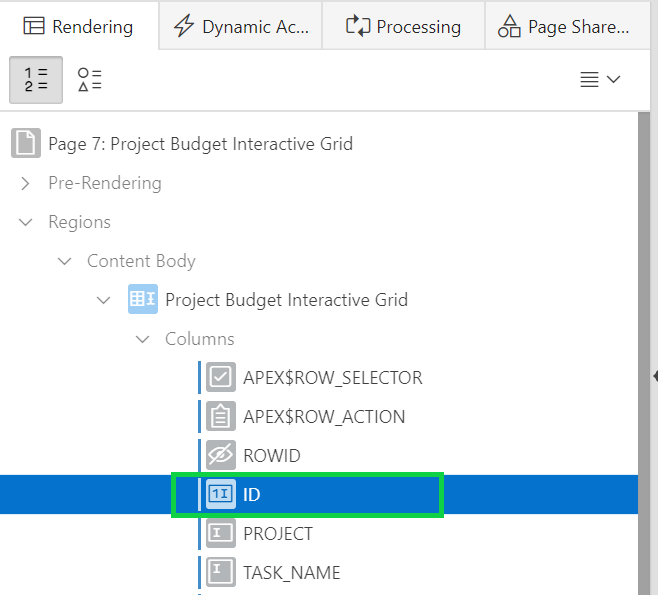 Rendering Dynamic Ac... Processing Page Share...
Page 7: Project Budget Interactive Grid
Pre-Rendering
Regions
Content Body
Project Budget Interactive Grid
Columns
APEX$ROW_SELECTOR
APEX$ROW_ACTION
ROWID
ID
PROJECT
TASK_NAME